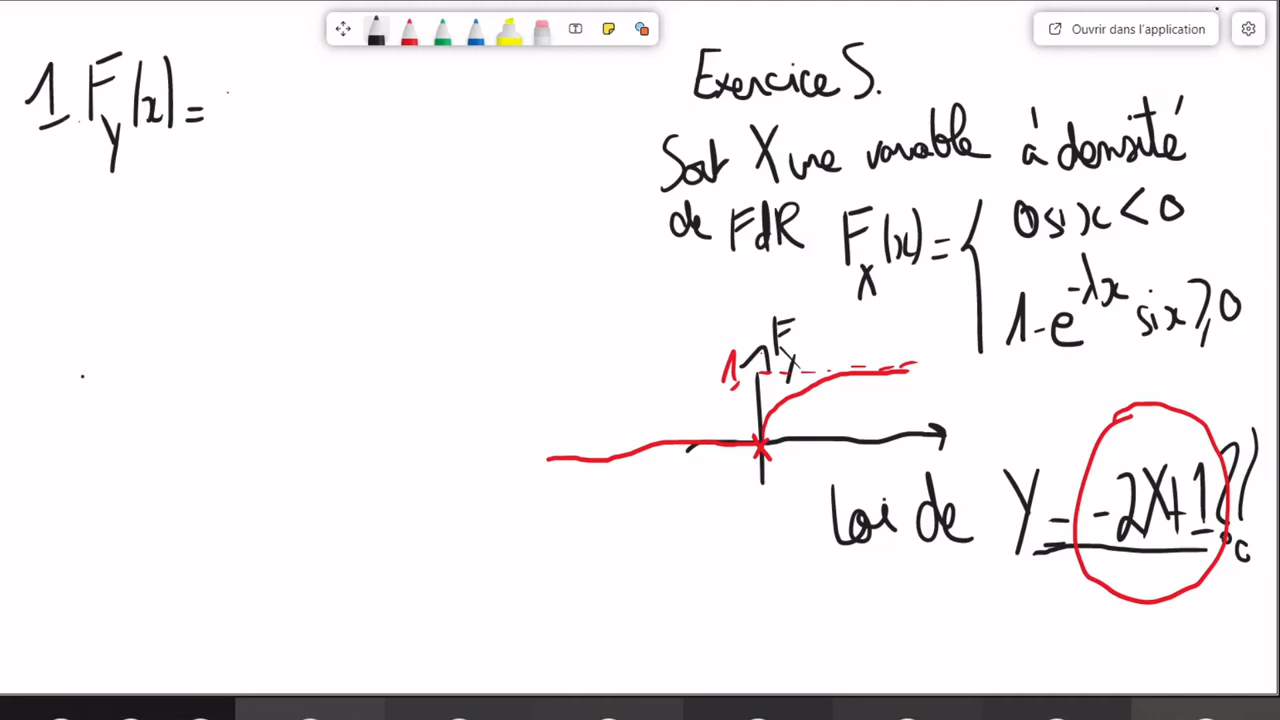 Ouvrir dans l'application
1 F_Y(x)=
Exercice 5.
Soit X une variable à densité
de FdR F_X(x)= { 0 si x < 0
1-e^{-λx} si x ⩾ 0
1 F_X
Loi de Y = -2X+1 ??